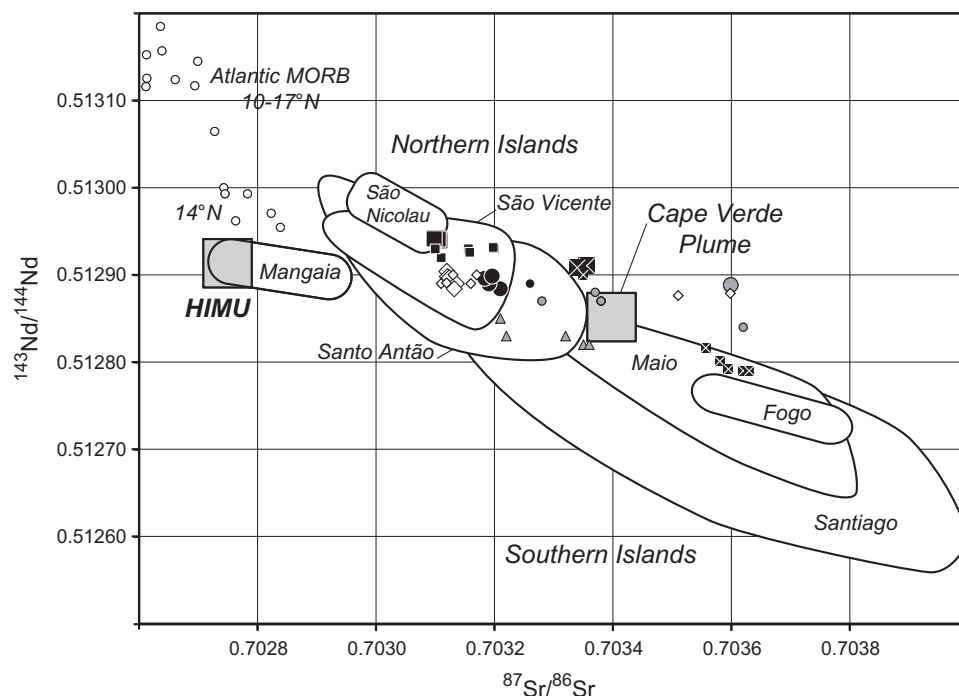 Atlantic MORB
10-17°N
0.51310
Northern Islands
0.51300
São
Nicolau
14°N
São Vicente
Cape Verde
Plume
0.51290
Mangaia
HIMU
¹⁴³Nd/¹⁴⁴Nd
Santo Antão
0.51280
Maio
Fogo
0.51270
Santiago
0.51260
Southern Islands
0.7028
0.7030
0.7032
0.7034
0.7036
0.7038
⁸⁷Sr/⁸⁶Sr